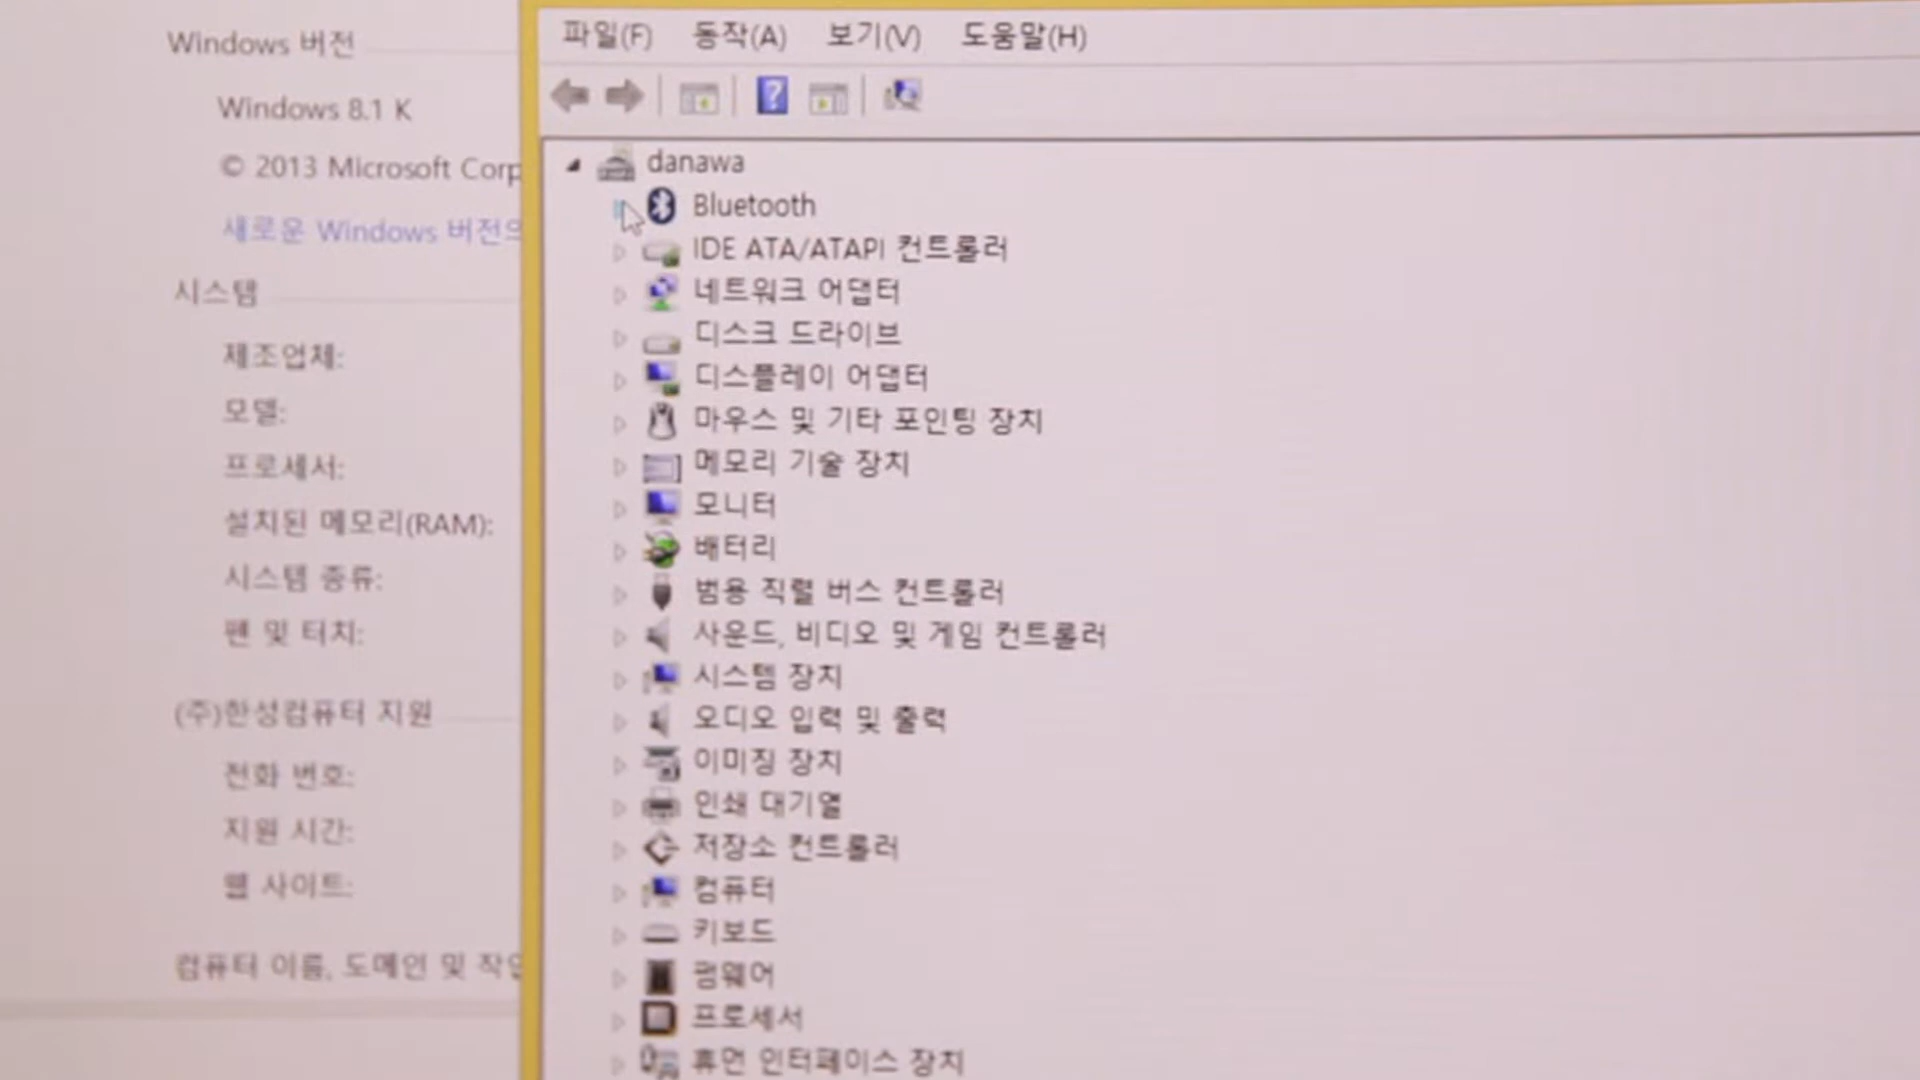 Windows 버전
Windows 8.1 K
© 2013 Microsoft Corp
새로운 Windows 버전의
시스템
제조업체:
모델:
프로세서:
설치된 메모리(RAM):
시스템 종류:
펜 및 터치:
(주)한성컴퓨터 지원
전화 번호:
지원 시간:
웹 사이트:
컴퓨터 이름, 도메인 및 작업
파일(F) 동작(A) 보기(V) 도움말(H)
danawa
Bluetooth
IDE ATA/ATAPI 컨트롤러
네트워크 어댑터
디스크 드라이브
디스플레이 어댑터
마우스 및 기타 포인팅 장치
메모리 기술 장치
모니터
배터리
범용 직렬 버스 컨트롤러
사운드, 비디오 및 게임 컨트롤러
시스템 장치
오디오 입력 및 출력
이미징 장치
인쇄 대기열
저장소 컨트롤러
컴퓨터
키보드
펌웨어
프로세서
휴먼 인터페이스 장치